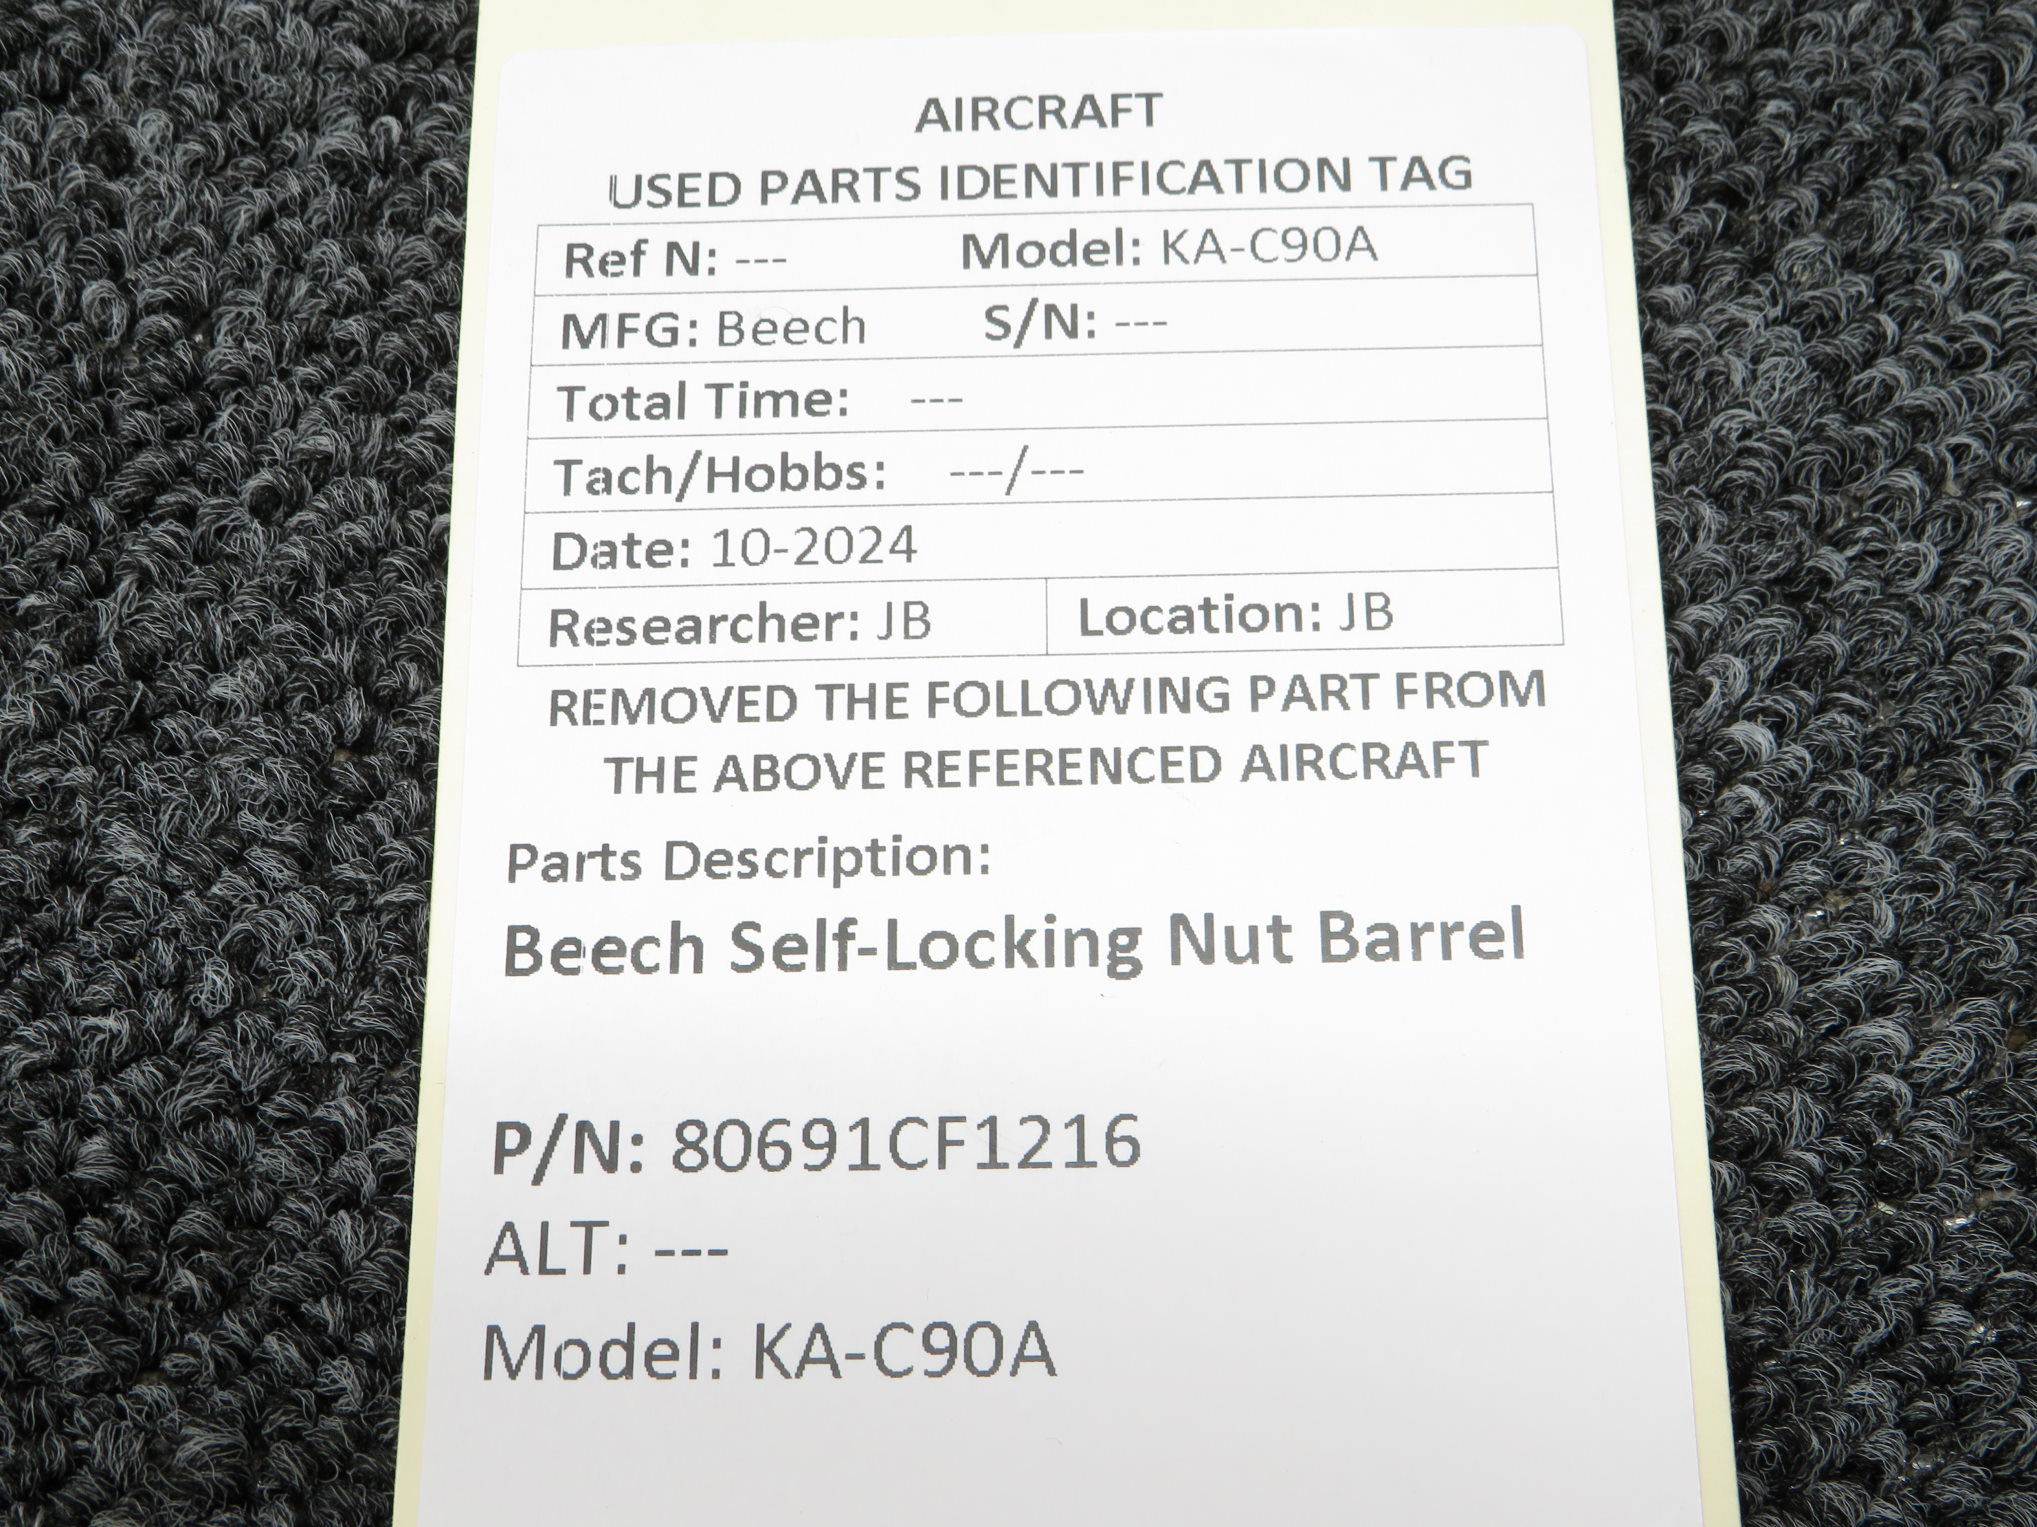 AIRCRAFT
USED PARTS IDENTIFICATION TAG
Ref N: --- Model: KA-C90A
MFG: Beech S/N: ---
Total Time: ---
Tach/Hobbs: ---/---
Date: 10-2024
Researcher: JB Location: JB
REMOVED THE FOLLOWING PART FROM
THE ABOVE REFERENCED AIRCRAFT
Parts Description:
Beech Self-Locking Nut Barrel
P/N: 80691CF1216
ALT: ---
Model: KA-C90A